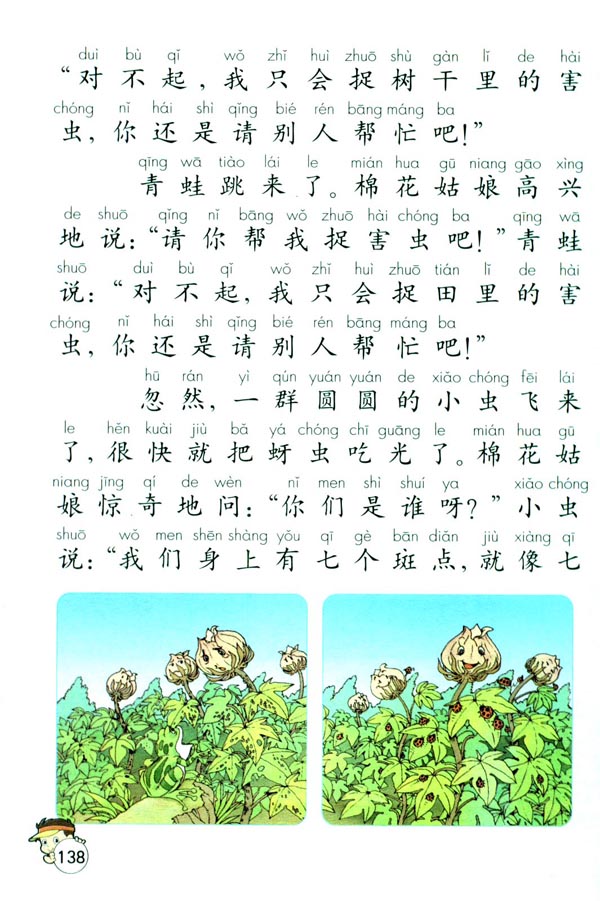 duì bù qǐ wǒ zhǐ huì zhuō shù gàn lǐ de hài
“对不起，我只会捉树干里的害
chóng nǐ hái shì qǐng bié rén bāng máng ba
虫，你还是请别人帮忙吧！”
qīng wā tiào lái le mián hua gū niang gāo xìng
青蛙跳来了。棉花姑娘高兴
de shuō qǐng nǐ bāng wǒ zhuō hài chóng ba qīng wā
地说：“请你帮我捉害虫吧！”青蛙
shuō duì bù qǐ wǒ zhǐ huì zhuō tián lǐ de hài
说：“对不起，我只会捉田里的害
chóng nǐ hái shì qǐng bié rén bāng máng ba
虫，你还是请别人帮忙吧！”
hū rán yì qún yuán yuán de xiǎo chóng fēi lái
忽然，一群圆圆的小虫飞来
le hěn kuài jiù bǎ yá chóng chī guāng le mián hua gū
了，很快就把蚜虫吃光了。棉花姑
niang jīng qí de wèn nǐ men shì shuí ya xiǎo chóng
娘惊奇地问：“你们是谁呀？”小虫
shuō wǒ men shēn shàng yǒu qī gè bān diǎn jiù xiàng qī
说：“我们身上有七个斑点，就像七
138